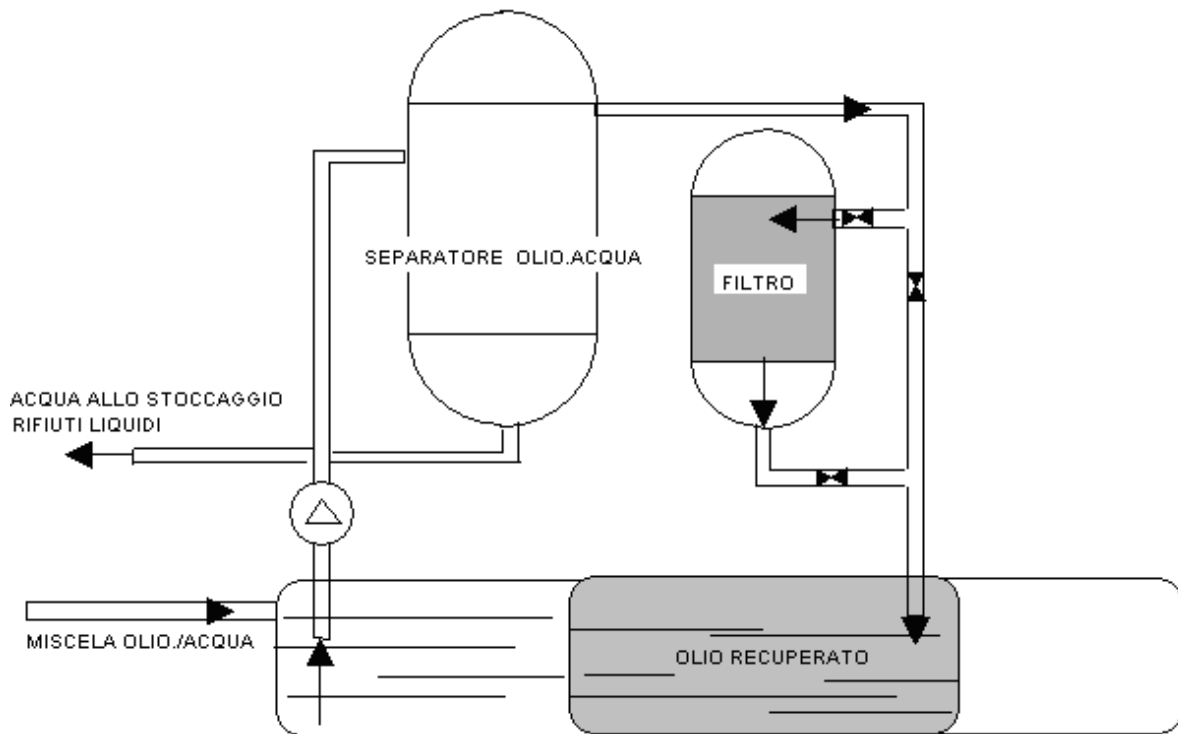 SEPARATORE OLIO.ACQUA
FILTRO
ACQUA ALLO STOCCAGGIO
RIFIUTI LIQUIDI
MISCELA OLIO./ACQUA
OLIO RECUPERATO